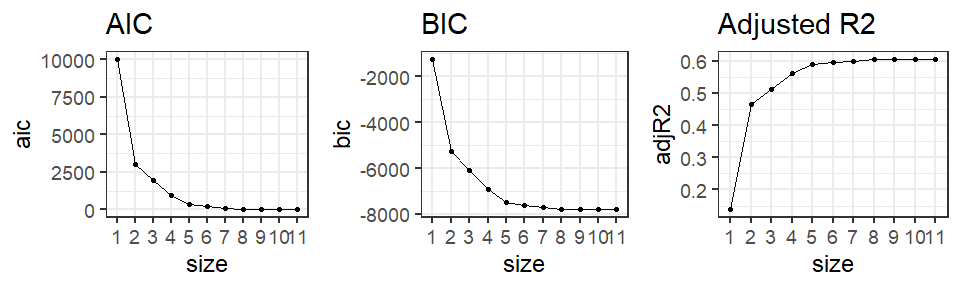 AIC
10000
7500
5000
2500
0
aic
1 2 3 4 5 6 7 8 9 10 11
size
BIC
-2000
-4000
-6000
-8000
bic
1 2 3 4 5 6 7 8 9 10 11
size
Adjusted R2
0.6
0.5
0.4
0.3
0.2
adjR2
1 2 3 4 5 6 7 8 9 10 11
size